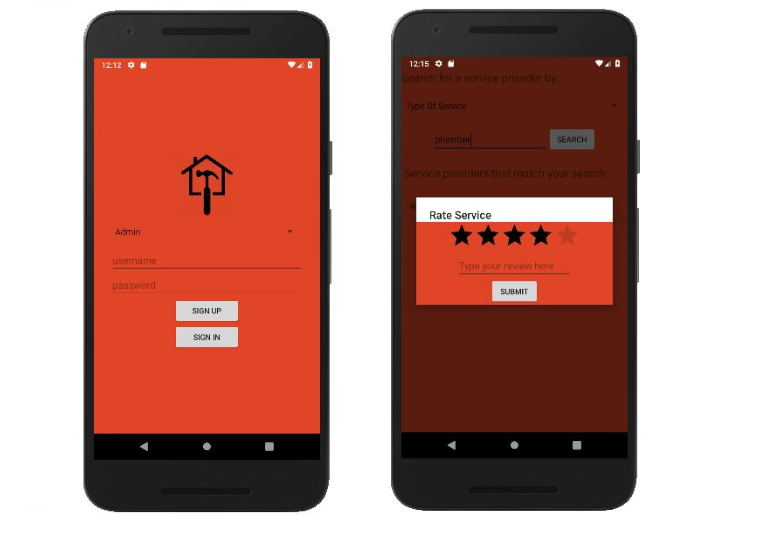 12:12
Admin
username
password
SIGN UP
SIGN IN
12:15
Search for a service provider by:
Type Of Service
plumber
SEARCH
Service providers that match your search:
Rate Service
Type your review here
SUBMIT